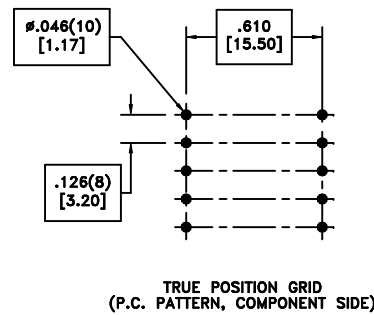 ø.046(10)
[1.17]
.610
[15.50]
.126(8)
[3.20]
TRUE POSITION GRID
(P.C. PATTERN, COMPONENT SIDE)